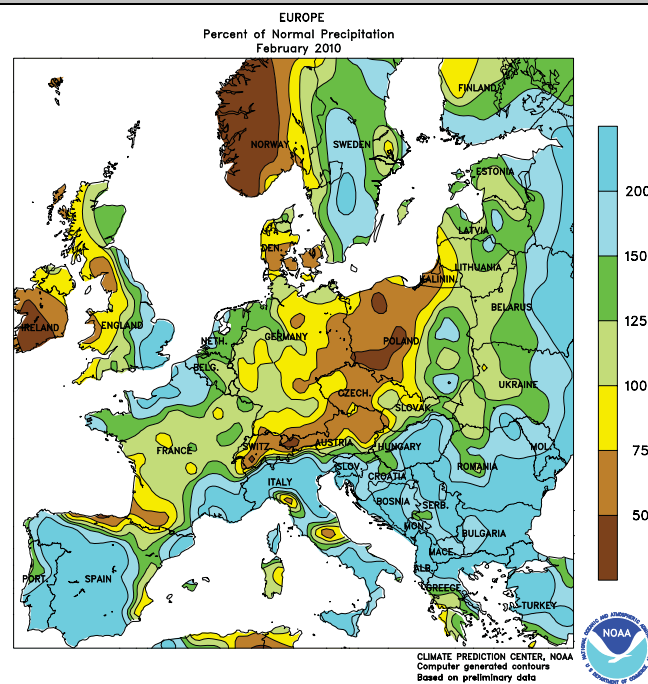 EUROPE
Percent of Normal Precipitation
February 2010
FINLAND
NORWAY
SWEDEN
ESTONIA
LATVIA
DEN.
LITHUANIA
KALININ.
BELARUS
IRELAND
ENGLAND
NETH.
GERMANY
POLAND
BELG.
UKRAINE
CZECH.
SLOVAK.
FRANCE
SWITZ.
AUSTRIA
HUNGARY
MOL.
SLOV.
ROMANIA
ITALY
CROATIA
BOSNIA
SERB.
MON.
BULGARIA
MACE.
ALB.
PORT.
SPAIN
GREECE
TURKEY
200
150
125
100
75
50
NOAA
CLIMATE PREDICTION CENTER, NOAA
Computer generated contours
Based on preliminary data